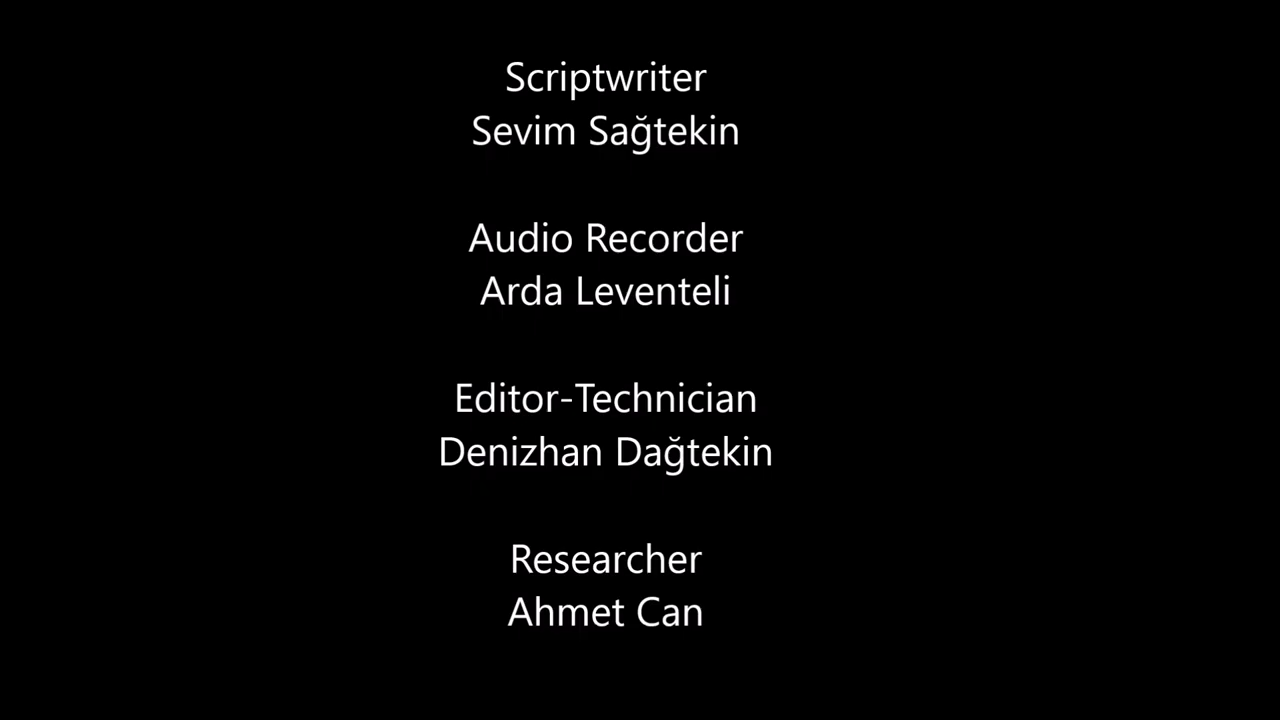 Scriptwriter
Sevim Sağtekin
Audio Recorder
Arda Leventeli
Editor-Technician
Denizhan Dağtekin
Researcher
Ahmet Can